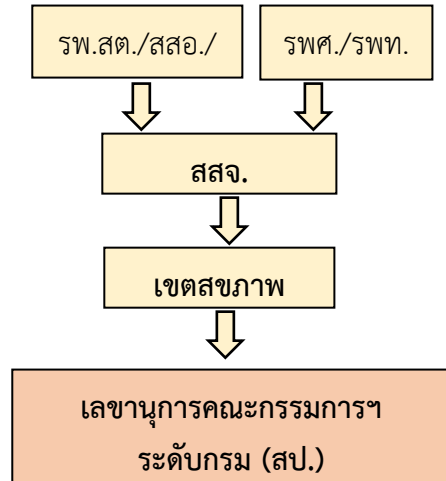 รพ.สต./สสอ./
รพศ./รพท.
สสจ.
เขตสขภาพ
เลขานุการคณะกรรมการฯ
ระดับกรม (สป.)